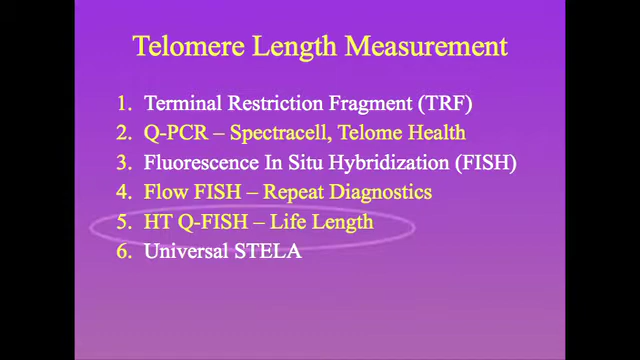 Telomere Length Measurement
1. Terminal Restriction Fragment (TRF)
2. Q-PCR – Spectracell, Telome Health
3. Fluorescence In Situ Hybridization (FISH)
4. Flow FISH – Repeat Diagnostics
5. HT Q-FISH – Life Length
6. Universal STELA